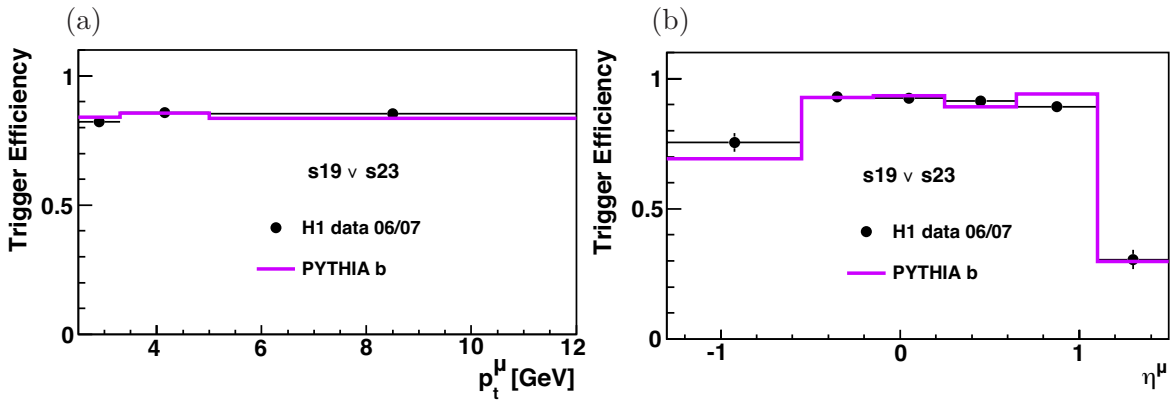 (a)
Trigger Efficiency
1
0.5
0
s19 ∨ s23
H1 data 06/07
PYTHIA b
4 6 8 10 12
p_t^μ [GeV]
(b)
Trigger Efficiency
1
0.5
0
s19 ∨ s23
H1 data 06/07
PYTHIA b
-1 0 1
η^μ